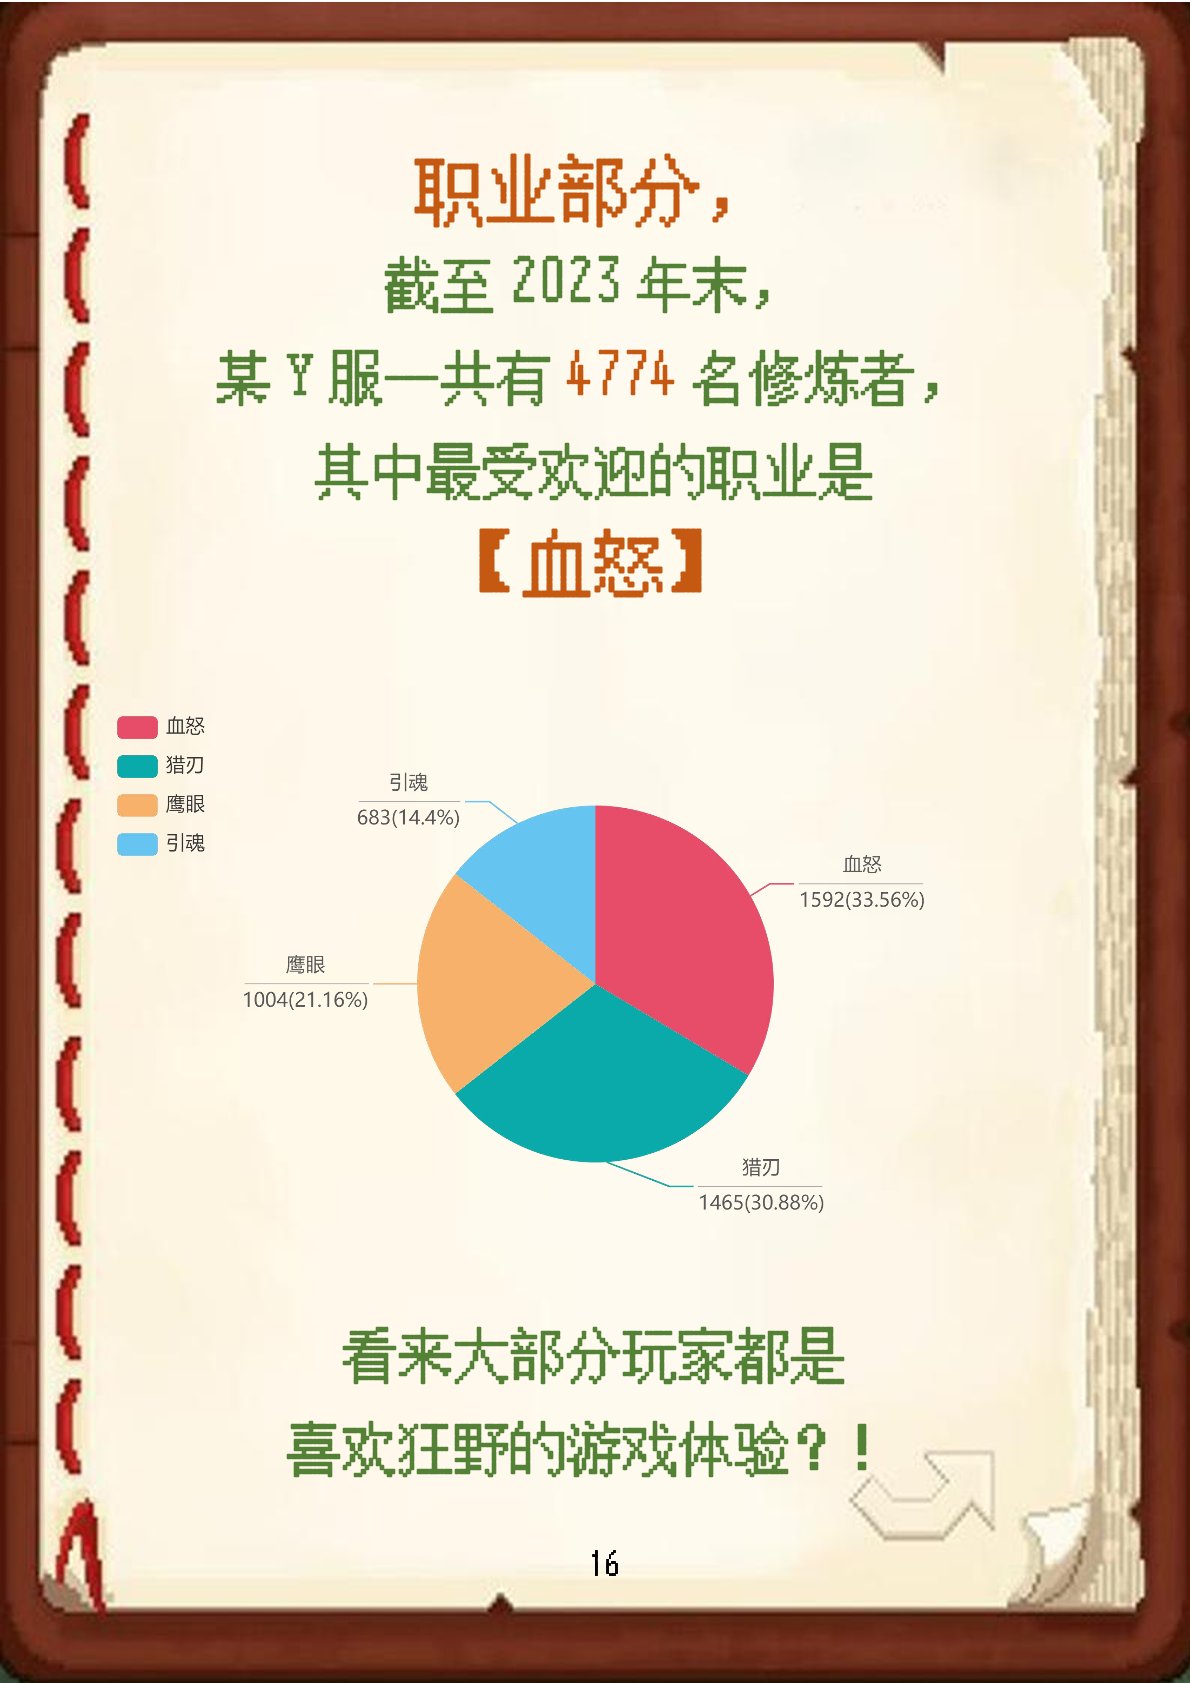 职业部分，
截至 2023 年末，
某 Y 服一共有 4774 名修炼者，
其中最受欢迎的职业是
【血怒】
血怒
猎刃
鹰眼
引魂
引魂
683(14.4%)
血怒
1592(33.56%)
鹰眼
1004(21.16%)
猎刃
1465(30.88%)
看来大部分玩家都是
喜欢狂野的游戏体验?!
16